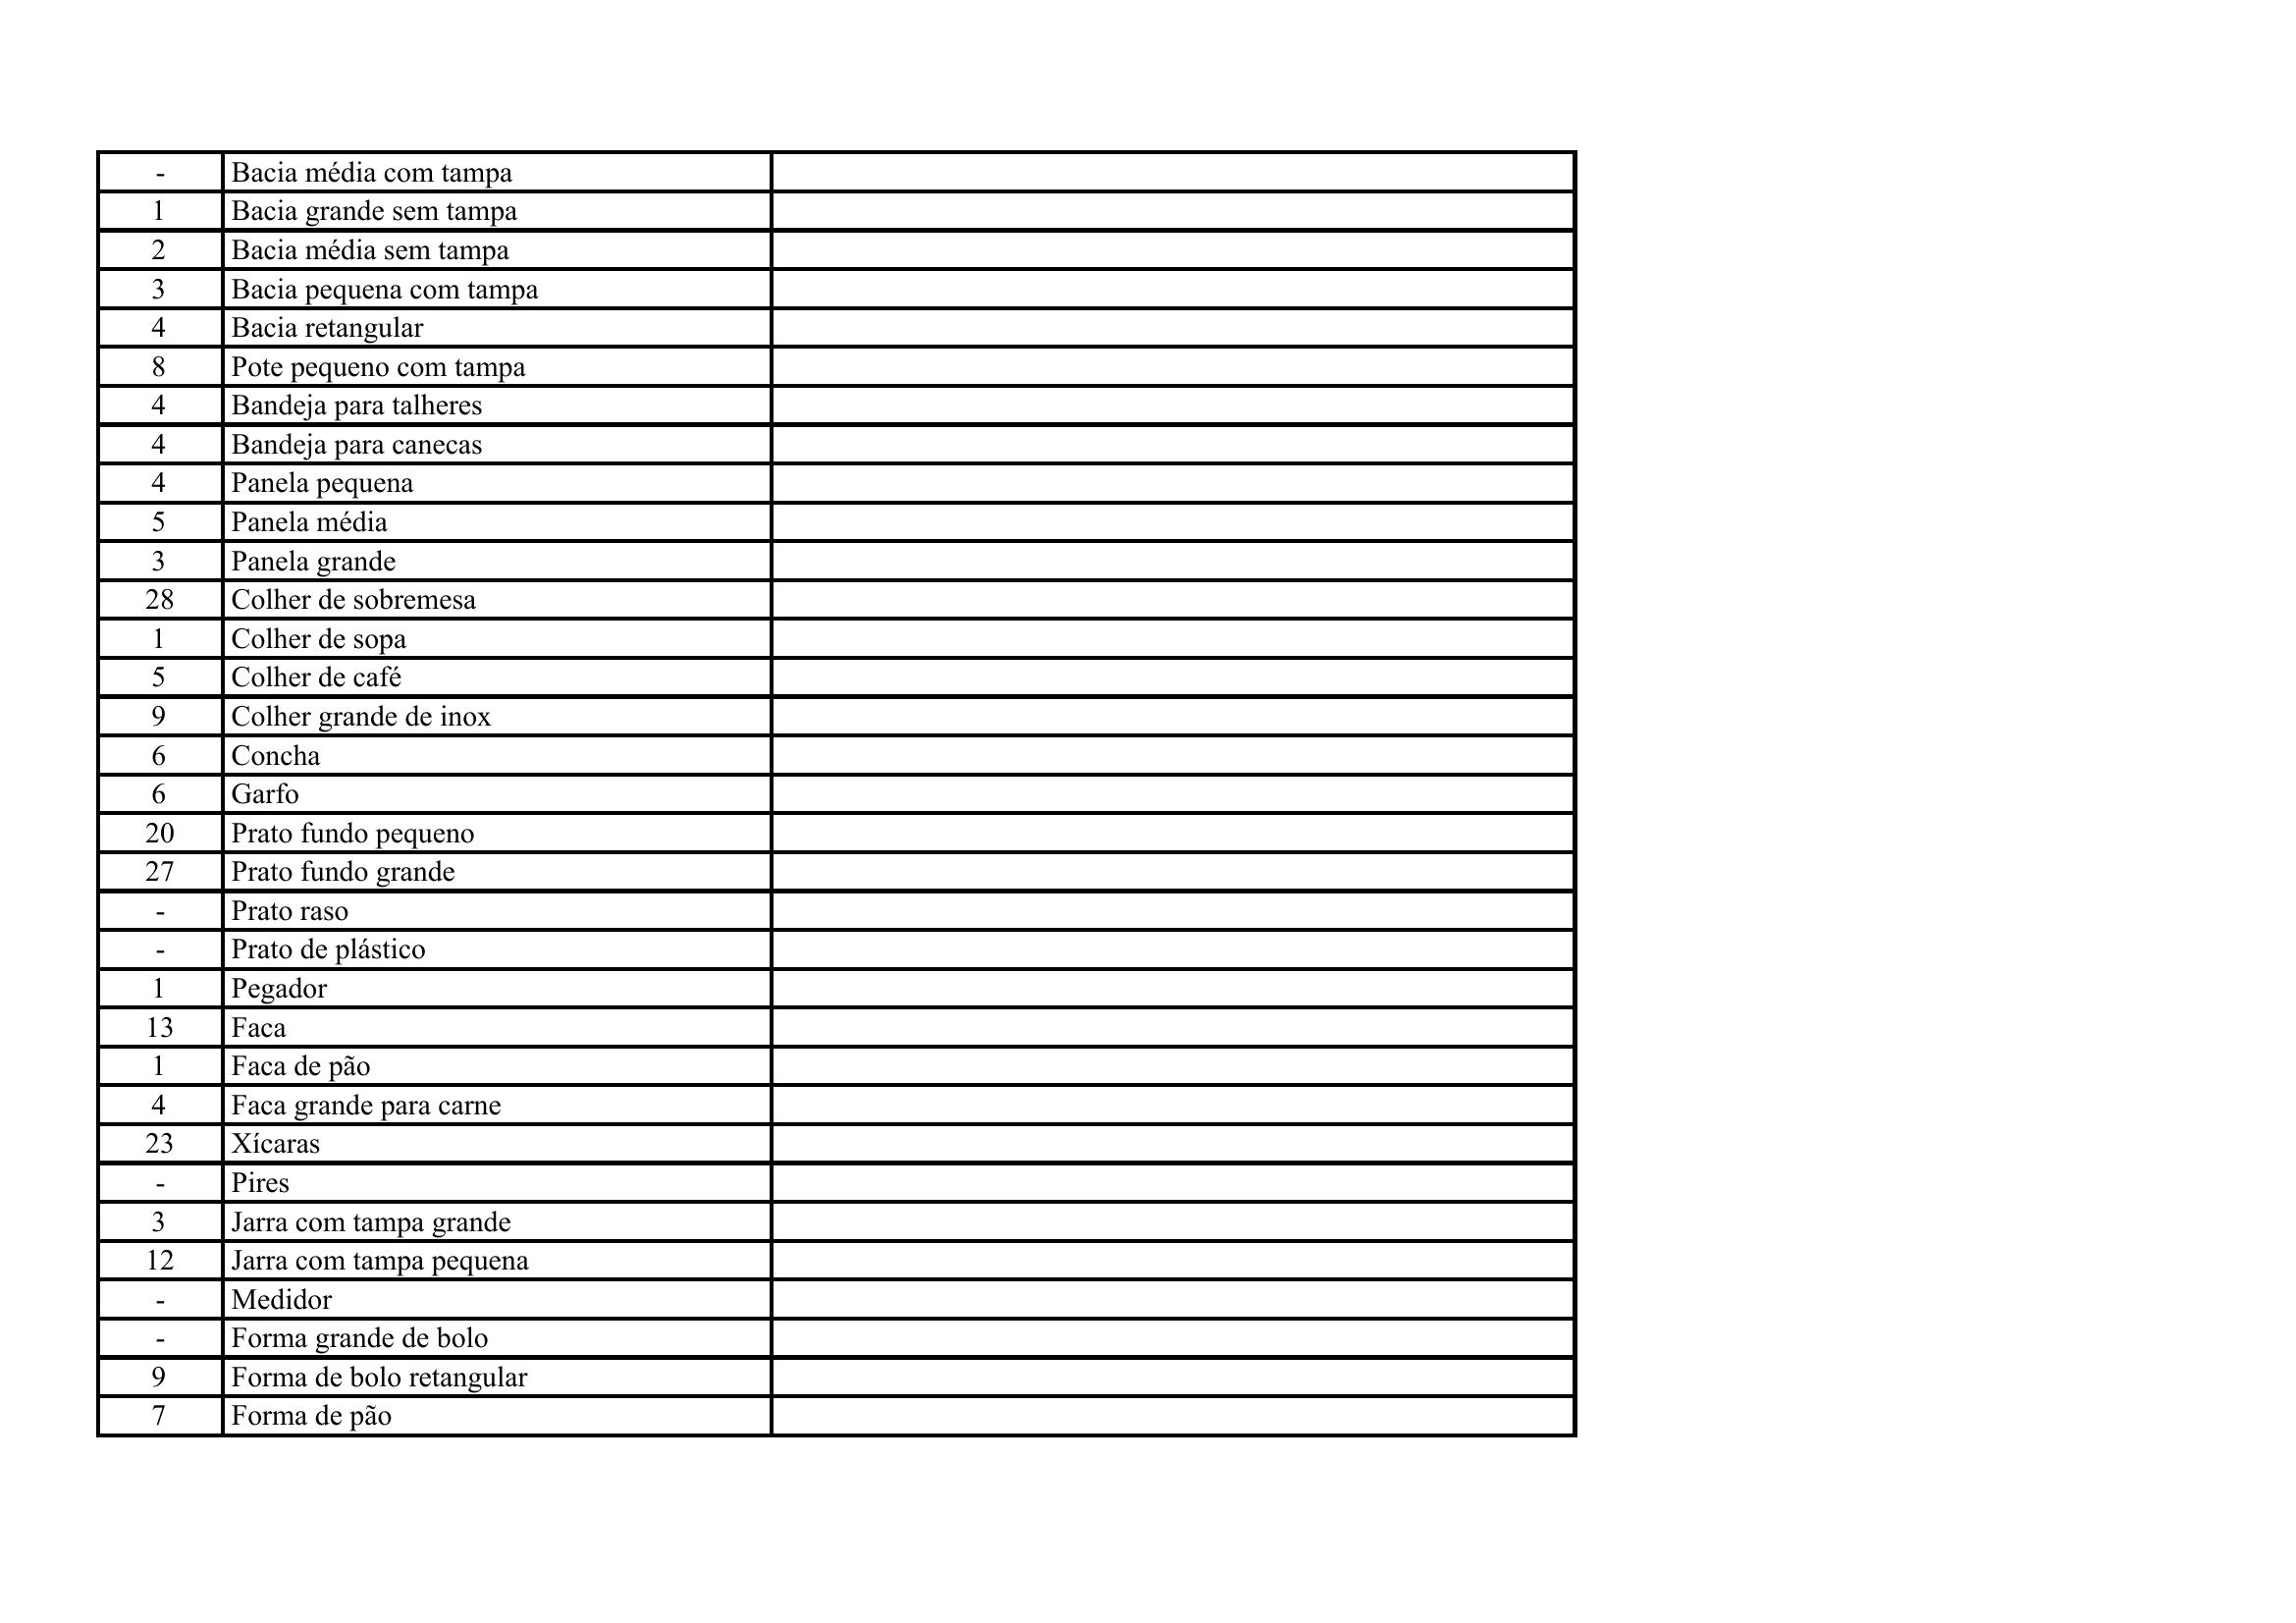 - Bacia média com tampa
1 Bacia grande sem tampa
2 Bacia média sem tampa
3 Bacia pequena com tampa
4 Bacia retangular
8 Pote pequeno com tampa
4 Bandeja para talheres
4 Bandeja para canecas
4 Panela pequena
5 Panela média
3 Panela grande
28 Colher de sobremesa
1 Colher de sopa
5 Colher de café
9 Colher grande de inox
6 Concha
6 Garfo
20 Prato fundo pequeno
27 Prato fundo grande
- Prato raso
- Prato de plástico
1 Pegador
13 Faca
1 Faca de pão
4 Faca grande para carne
23 Xícaras
- Pires
3 Jarra com tampa grande
12 Jarra com tampa pequena
- Medidor
- Forma grande de bolo
9 Forma de bolo retangular
7 Forma de pão